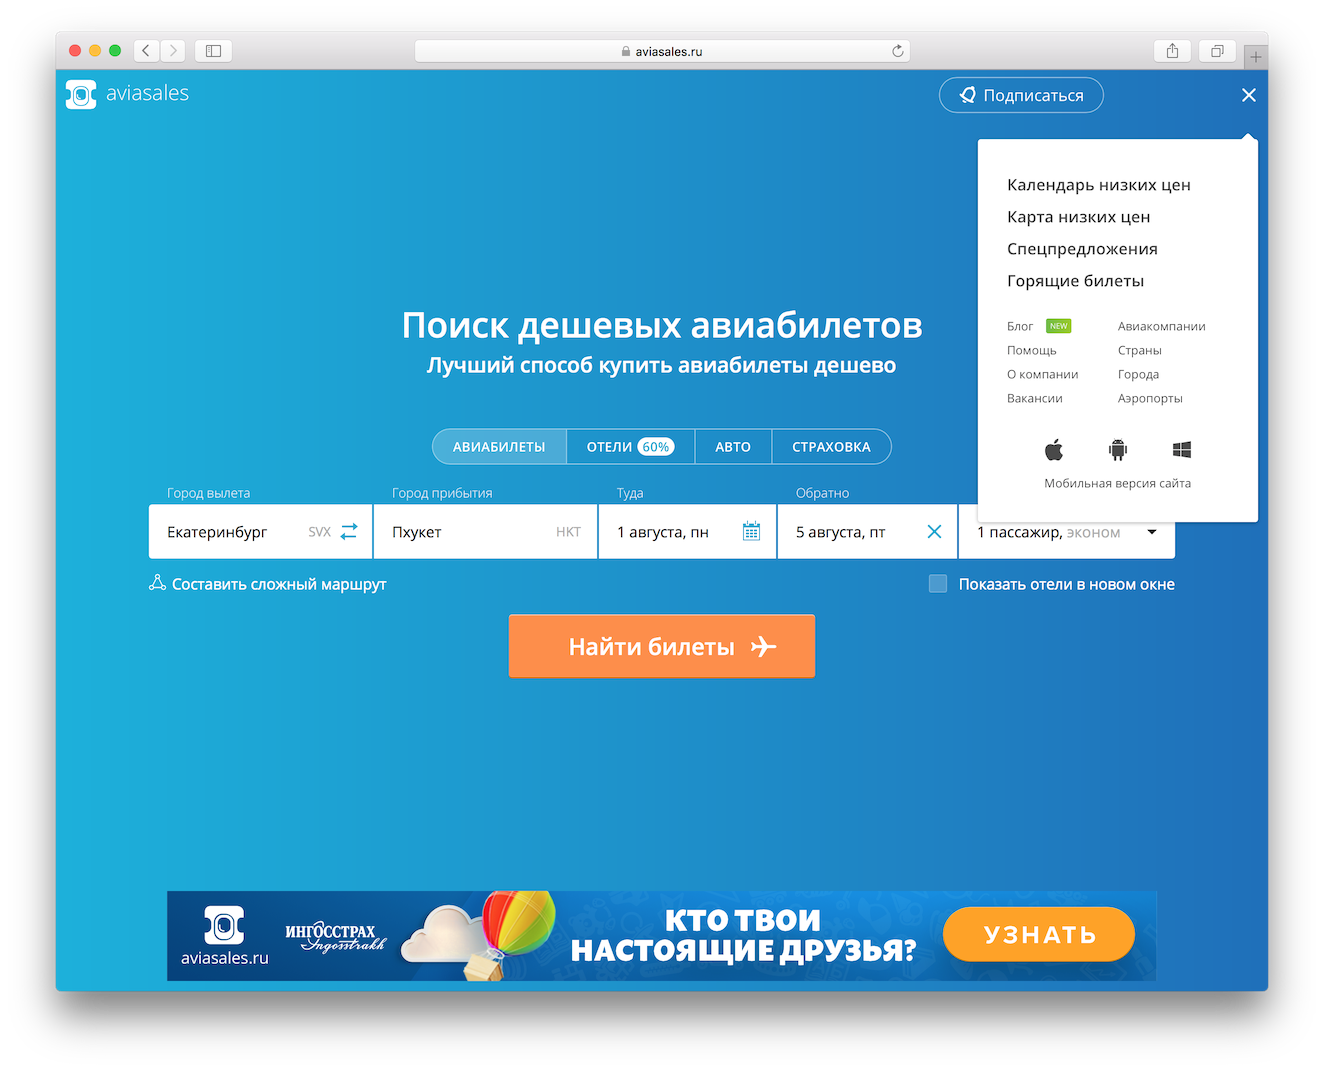 aviasales.ru
aviasales
Подписаться
Календарь низких цен
Карта низких цен
Спецпредложения
Горящие билеты
Блог NEW
Помощь
О компании
Вакансии
Авиакомпании
Страны
Города
Аэропорты
Мобильная версия сайта
Поиск дешевых авиабилетов
Лучший способ купить авиабилеты дешево
АВИАБИЛЕТЫ ОТЕЛИ 60% АВТО СТРАХОВКА
Город вылета Город прибытия Туда Обратно
Екатеринбург SVX Пхукет HKT 1 августа, пн 5 августа, пт 1 пассажир, эконом
Составить сложный маршрут Показать отели в новом окне
Найти билеты
aviasales.ru
ИНГОССТРАХ
Ingosstrakh
КТО ТВОИ
НАСТОЯЩИЕ ДРУЗЬЯ?
УЗНАТЬ